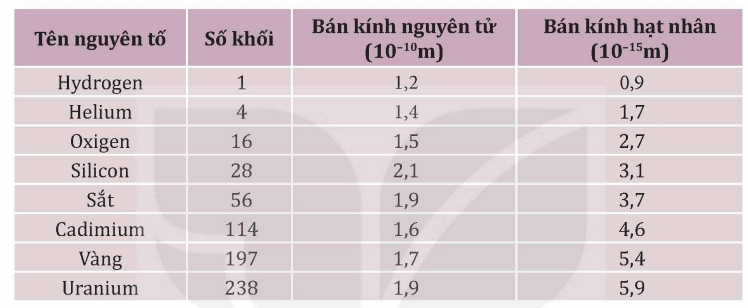 Tên nguyên tố Số khối Bán kính nguyên tử (10⁻¹⁰m) Bán kính hạt nhân (10⁻¹⁵m)
Hydrogen 1 1,2 0,9
Helium 4 1,4 1,7
Oxigen 16 1,5 2,7
Silicon 28 2,1 3,1
Sắt 56 1,9 3,7
Cadimium 114 1,6 4,6
Vàng 197 1,7 5,4
Uranium 238 1,9 5,9